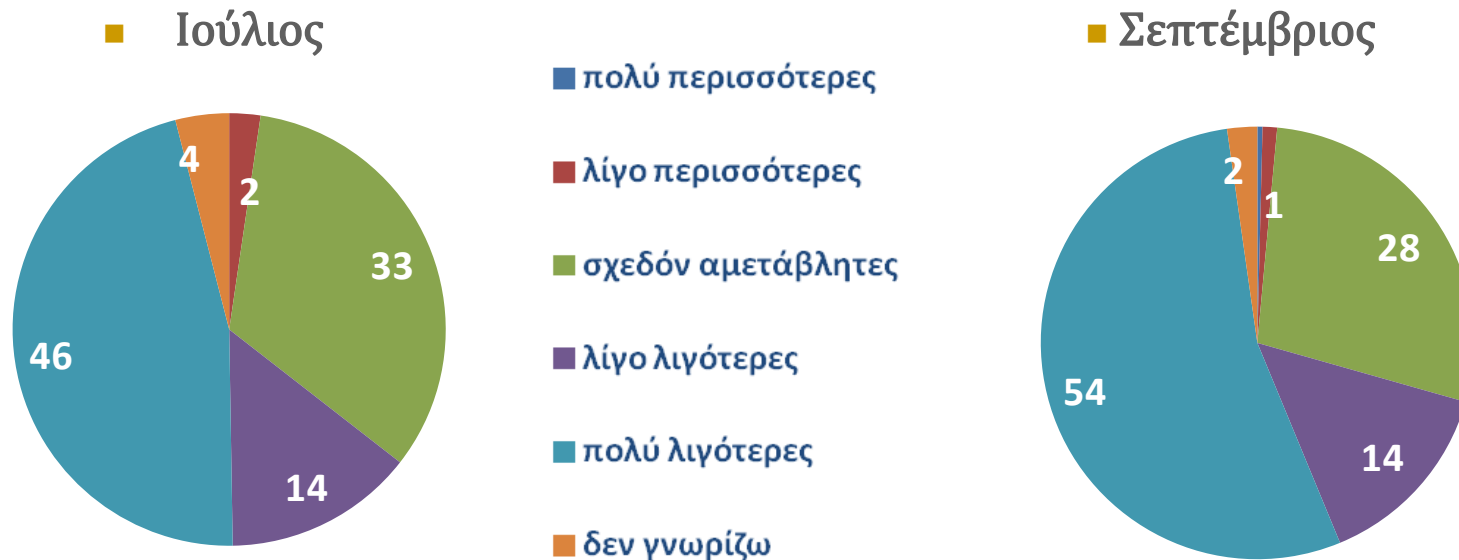 Ιούλιος
4
2
33
46
14
πολύ περισσότερες
λίγο περισσότερες
σχεδόν αμετάβλητες
λίγο λιγότερες
πολύ λιγότερες
δεν γνωρίζω
Σεπτέμβριος
2
1
28
54
14